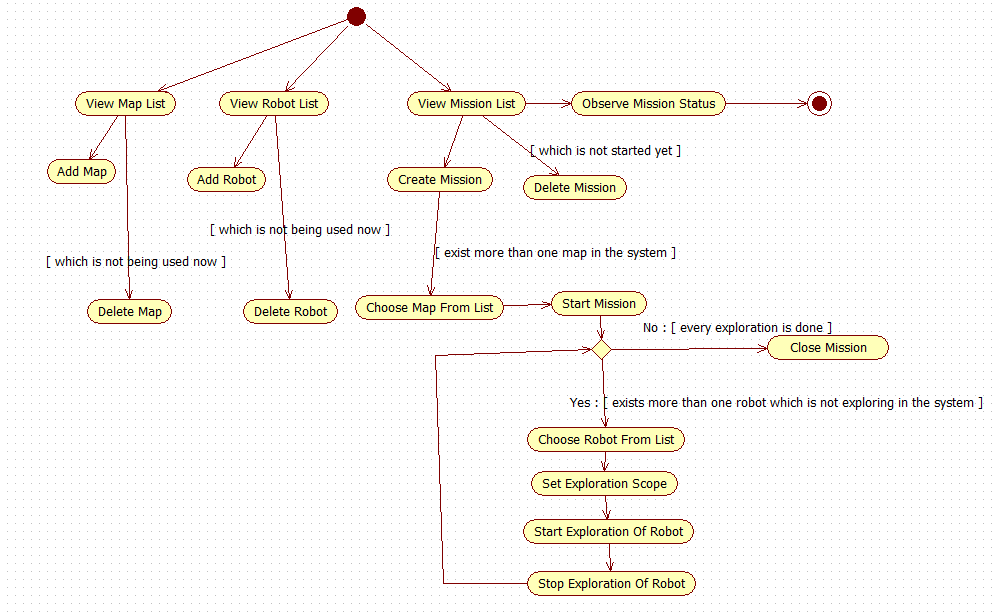 View Map List
View Robot List
View Mission List
Observe Mission Status
[ which is not started yet ]
Add Map
Add Robot
Create Mission
Delete Mission
[ which is not being used now ]
[ exist more than one map in the system ]
[ which is not being used now ]
Delete Map
Delete Robot
Choose Map From List
Start Mission
No : [ every exploration is done ]
Close Mission
Yes : [ exists more than one robot which is not exploring in the system ]
Choose Robot From List
Set Exploration Scope
Start Exploration Of Robot
Stop Exploration Of Robot